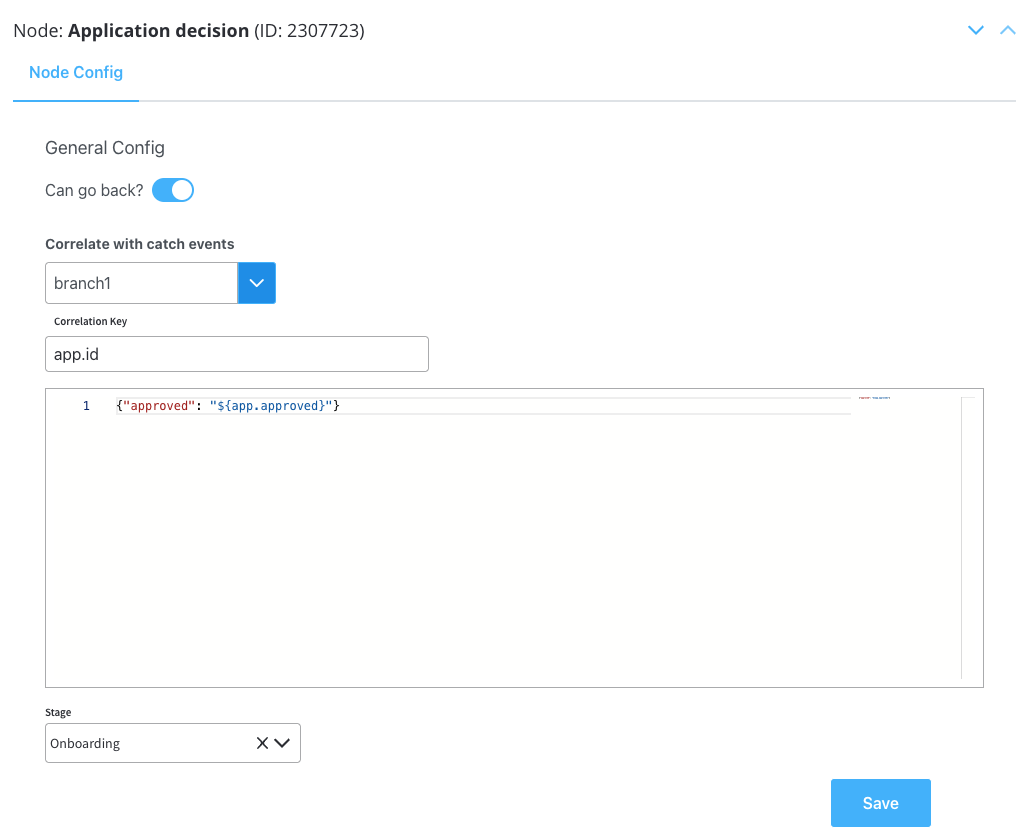 Node: Application decision (ID: 2307723)
Node Config
General Config
Can go back?
Correlate with catch events
branch1
Correlation Key
app.id
1 {"approved": "${app.approved}"}
Stage
Onboarding
Save